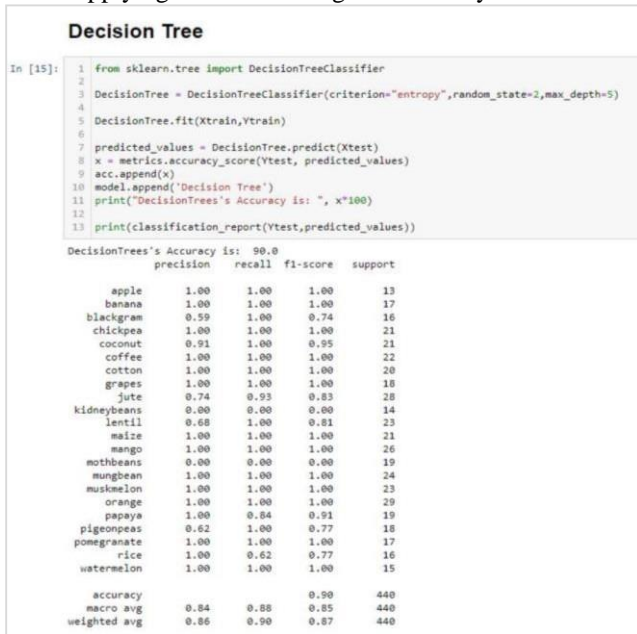 Decision Tree
In [15]:
1 from sklearn.tree import DecisionTreeClassifier
2
3 DecisionTree = DecisionTreeClassifier(criterion="entropy",random_state=2,max_depth=5)
4
5 DecisionTree.fit(Xtrain,Ytrain)
6
7 predicted_values = DecisionTree.predict(Xtest)
8 x = metrics.accuracy_score(Ytest, predicted_values)
9 acc.append(x)
10 model.append('Decision Tree')
11 print("DecisionTrees's Accuracy is: ", x*100)
12
13 print(classification_report(Ytest,predicted_values))
DecisionTrees's Accuracy is: 90.0
precision recall f1-score support
apple 1.00 1.00 1.00 13
banana 1.00 1.00 1.00 17
blackgram 0.59 1.00 0.74 16
chickpea 1.00 1.00 1.00 21
coconut 0.91 1.00 0.95 21
coffee 1.00 1.00 1.00 22
cotton 1.00 1.00 1.00 20
grapes 1.00 1.00 1.00 18
jute 0.74 0.93 0.83 28
kidneybeans 0.00 0.00 0.00 14
lentil 0.68 1.00 0.81 23
maize 1.00 1.00 1.00 21
mango 1.00 1.00 1.00 26
mothbeans 0.00 0.00 0.00 19
mungbean 1.00 1.00 1.00 24
muskmelon 1.00 1.00 1.00 23
orange 1.00 1.00 1.00 29
papaya 1.00 0.84 0.91 19
pigeonpeas 0.62 1.00 0.77 18
pomegranate 1.00 1.00 1.00 17
rice 1.00 0.62 0.77 16
watermelon 1.00 1.00 1.00 15
accuracy 0.90 440
macro avg 0.84 0.88 0.85 440
weighted avg 0.86 0.90 0.87 440